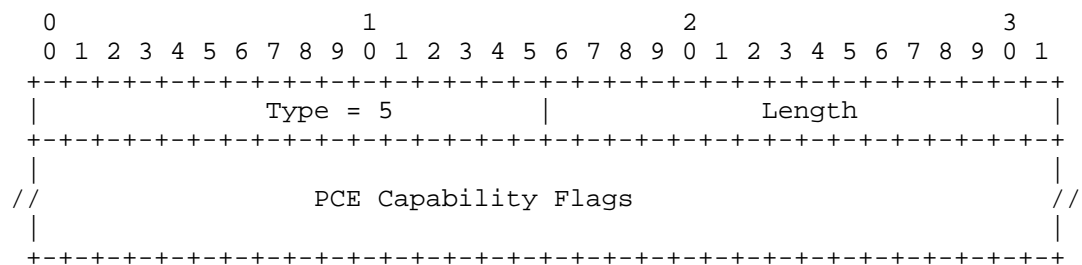 0                   1                   2                   3
 0 1 2 3 4 5 6 7 8 9 0 1 2 3 4 5 6 7 8 9 0 1 2 3 4 5 6 7 8 9 0 1
+-+-+-+-+-+-+-+-+-+-+-+-+-+-+-+-+-+-+-+-+-+-+-+-+-+-+-+-+-+-+-+-+
|              Type = 5         |             Length            |
+-+-+-+-+-+-+-+-+-+-+-+-+-+-+-+-+-+-+-+-+-+-+-+-+-+-+-+-+-+-+-+-+
|                                                               |
//                 PCE Capability Flags                          //
|                                                               |
+-+-+-+-+-+-+-+-+-+-+-+-+-+-+-+-+-+-+-+-+-+-+-+-+-+-+-+-+-+-+-+-+